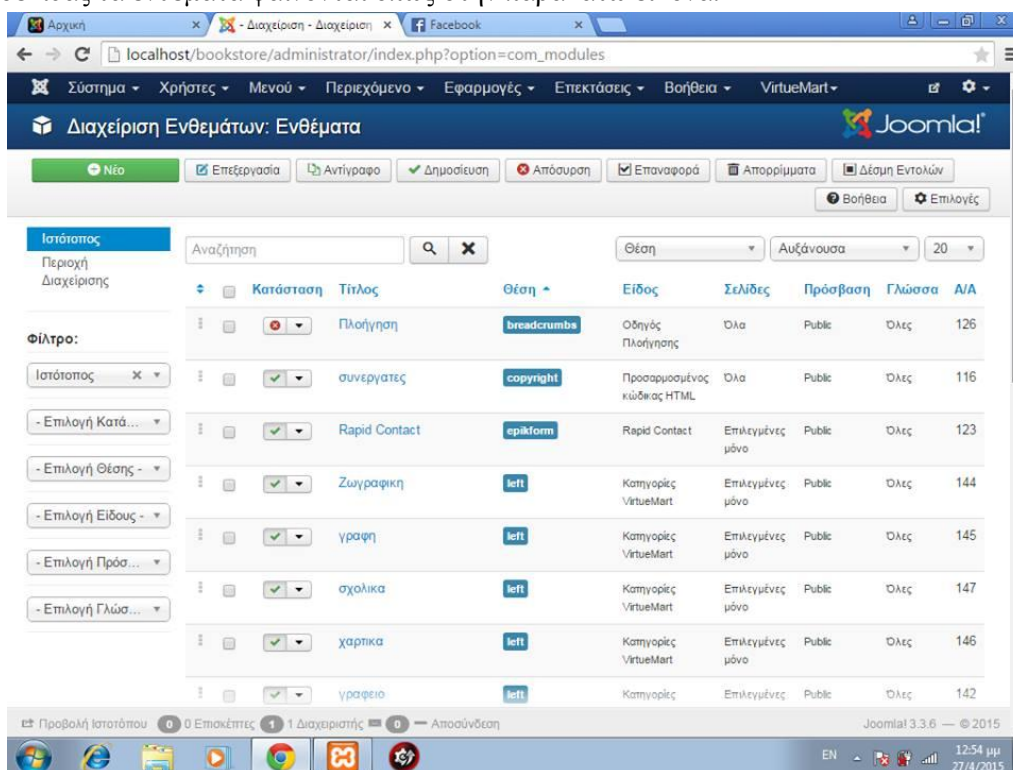 Αρχική
- Διαχείριση - Διαχείριση
Facebook
localhost/bookstore/administrator/index.php?option=com_modules
Σύστημα Χρήστες Μενού Περιεχόμενο Εφαρμογές Επεκτάσεις Βοήθεια VirtueMart
Διαχείριση Ενθεμάτων: Ενθέματα
Joomla!®
Νέο Επεξεργασία Αντίγραφο Δημοσίευση Απόσυρση Επαναφορά Απορρίμματα Δέσμη Εντολών
Βοήθεια Επιλογές
Ιστότοπος
Περιοχή
Διαχείρισης
Φίλτρο:
Ιστότοπος
- Επιλογή Κατά...
- Επιλογή Θέσης -
- Επιλογή Είδους -
- Επιλογή Πρόσ...
- Επιλογή Γλώσ...
Αναζήτηση Θέση Αυξάνουσα 20
Κατάσταση Τίτλος Θέση Είδος Σελίδες Πρόσβαση Γλώσσα Α/Α
Πλοήγηση breadcrumbs Οδηγός Όλα Public Όλες 126
Πλοήγησης
συνεργατες copyright Προσαρμοσμένος Όλα Public Όλες 116
κώδικας HTML
Rapid Contact epikform Rapid Contact Επιλεγμένες Public Όλες 123
μόνο
Ζωγραφικη left Κατηγορίες Επιλεγμένες Public Όλες 144
VirtueMart μόνο
γραφη left Κατηγορίες Επιλεγμένες Public Όλες 145
VirtueMart μόνο
σχολικα left Κατηγορίες Επιλεγμένες Public Όλες 147
VirtueMart μόνο
χαρτικα left Κατηγορίες Επιλεγμένες Public Όλες 146
VirtueMart μόνο
γραφειο left Κατηγορίες Επιλεγμένες Public Όλες 142
Προβολή Ιστοτόπου 0 0 Επισκέπτες 1 1 Διαχειριστής 0 Αποσύνδεση Joomla! 3.3.6 — © 2015
EN 12:54 μμ
27/4/2015